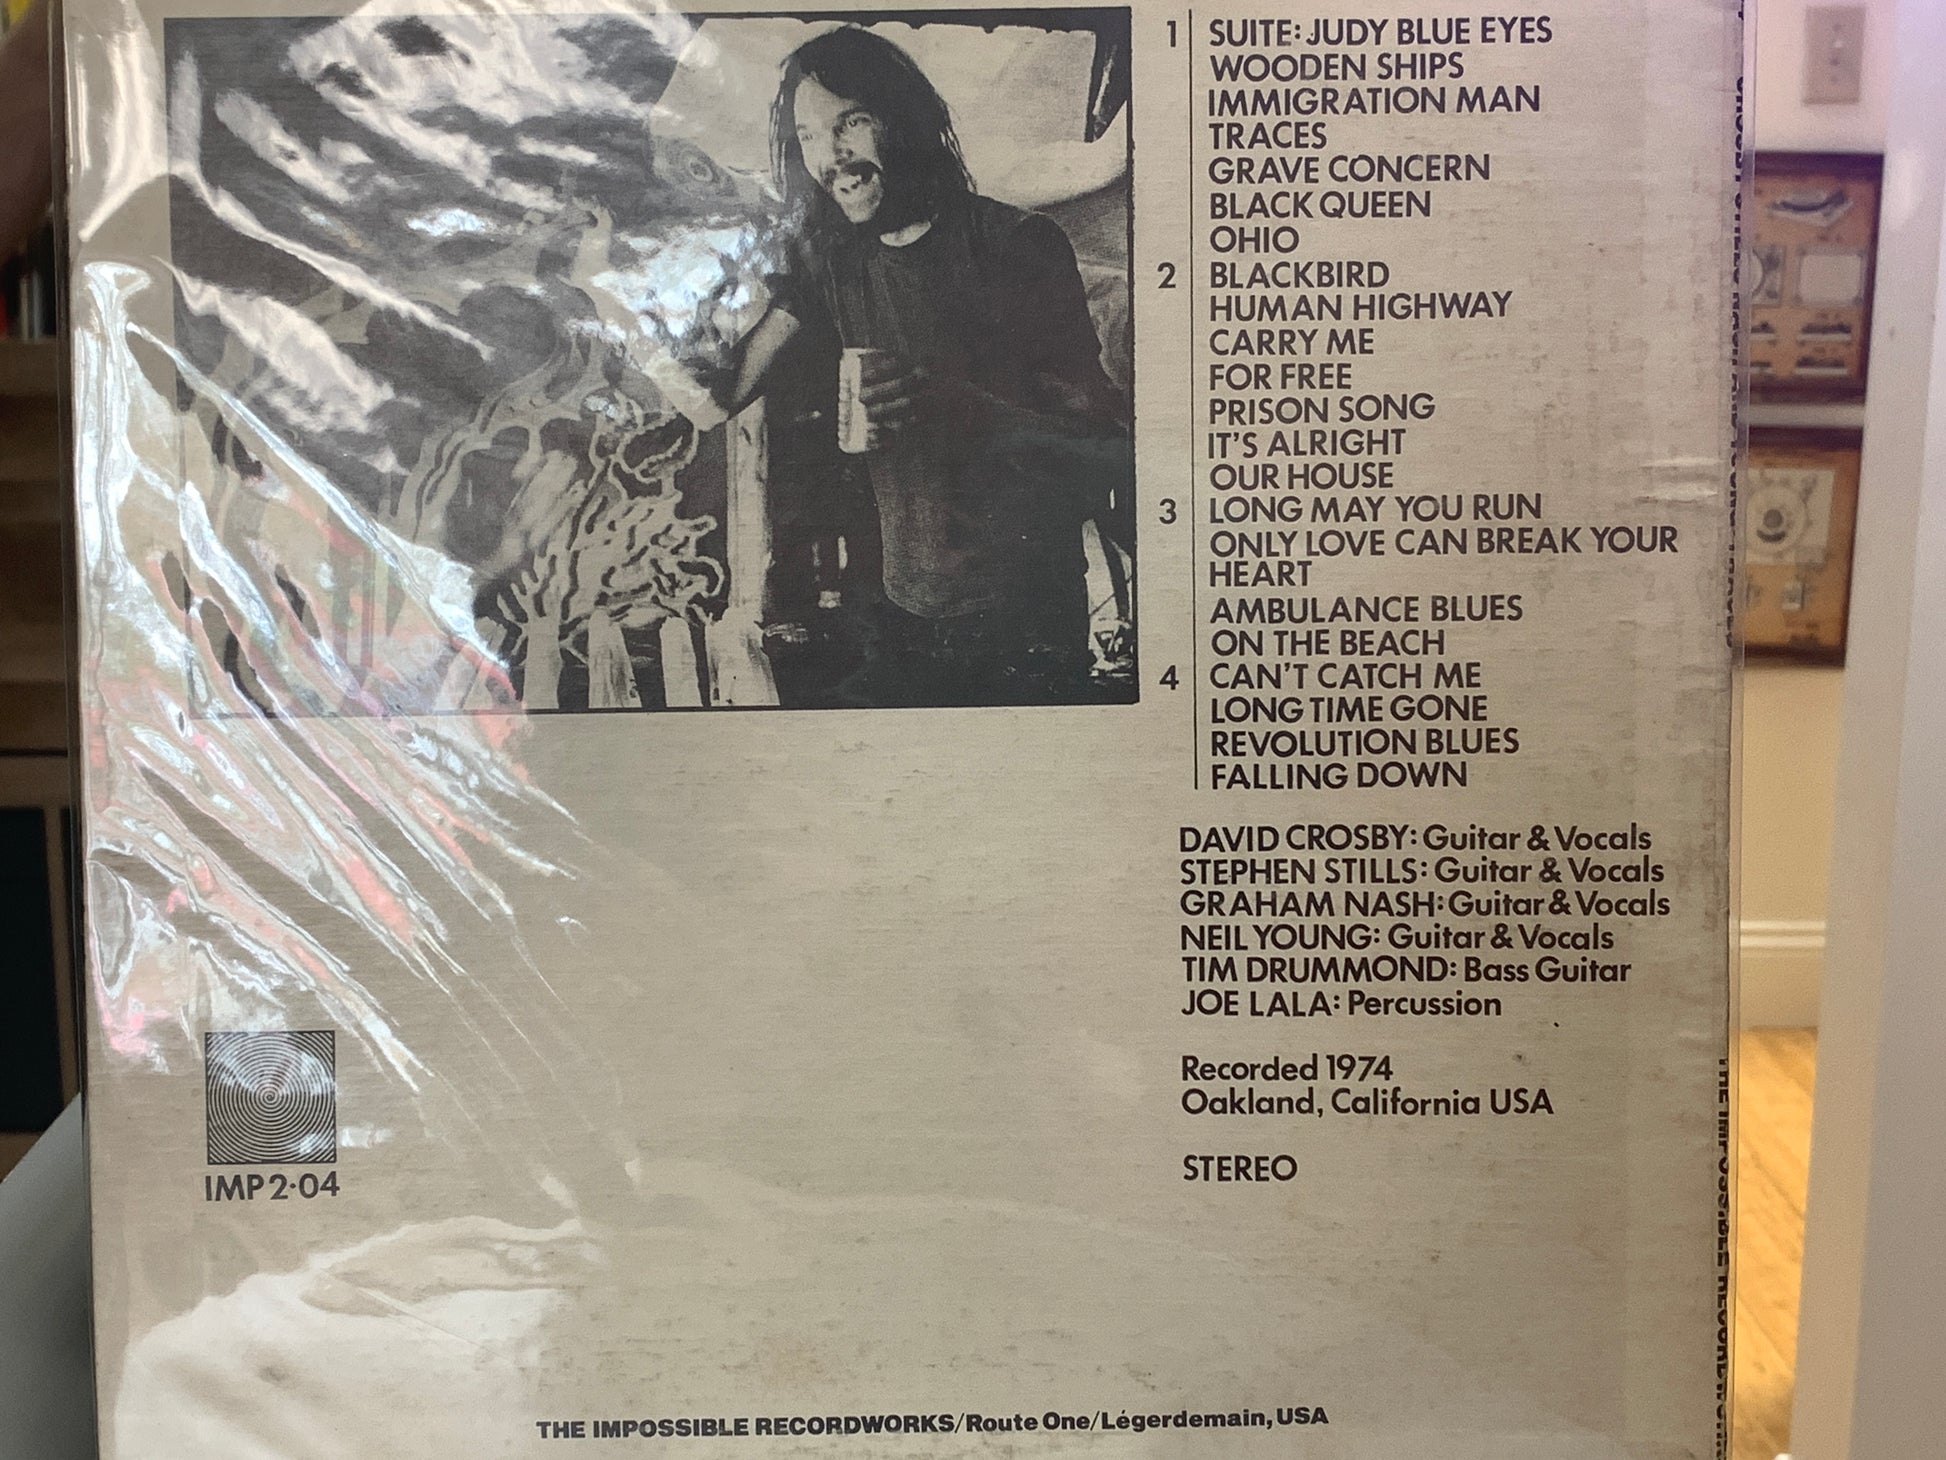 1 SUITE: JUDY BLUE EYES
WOODEN SHIPS
IMMIGRATION MAN
TRACES
GRAVE CONCERN
BLACK QUEEN
OHIO
2 BLACKBIRD
HUMAN HIGHWAY
CARRY ME
FOR FREE
PRISON SONG
IT'S ALRIGHT
OUR HOUSE
3 LONG MAY YOU RUN
ONLY LOVE CAN BREAK YOUR
HEART
AMBULANCE BLUES
ON THE BEACH
4 CAN'T CATCH ME
LONG TIME GONE
REVOLUTION BLUES
FALLING DOWN
DAVID CROSBY: Guitar & Vocals
STEPHEN STILLS: Guitar & Vocals
GRAHAM NASH: Guitar & Vocals
NEIL YOUNG: Guitar & Vocals
TIM DRUMMOND: Bass Guitar
JOE LALA: Percussion
Recorded 1974
Oakland, California USA
STEREO
IMP 2·04
THE IMPOSSIBLE RECORDWORKS/Route One/Légerdemain, USA
THE IMPOSSIBLE RECORDWORKS